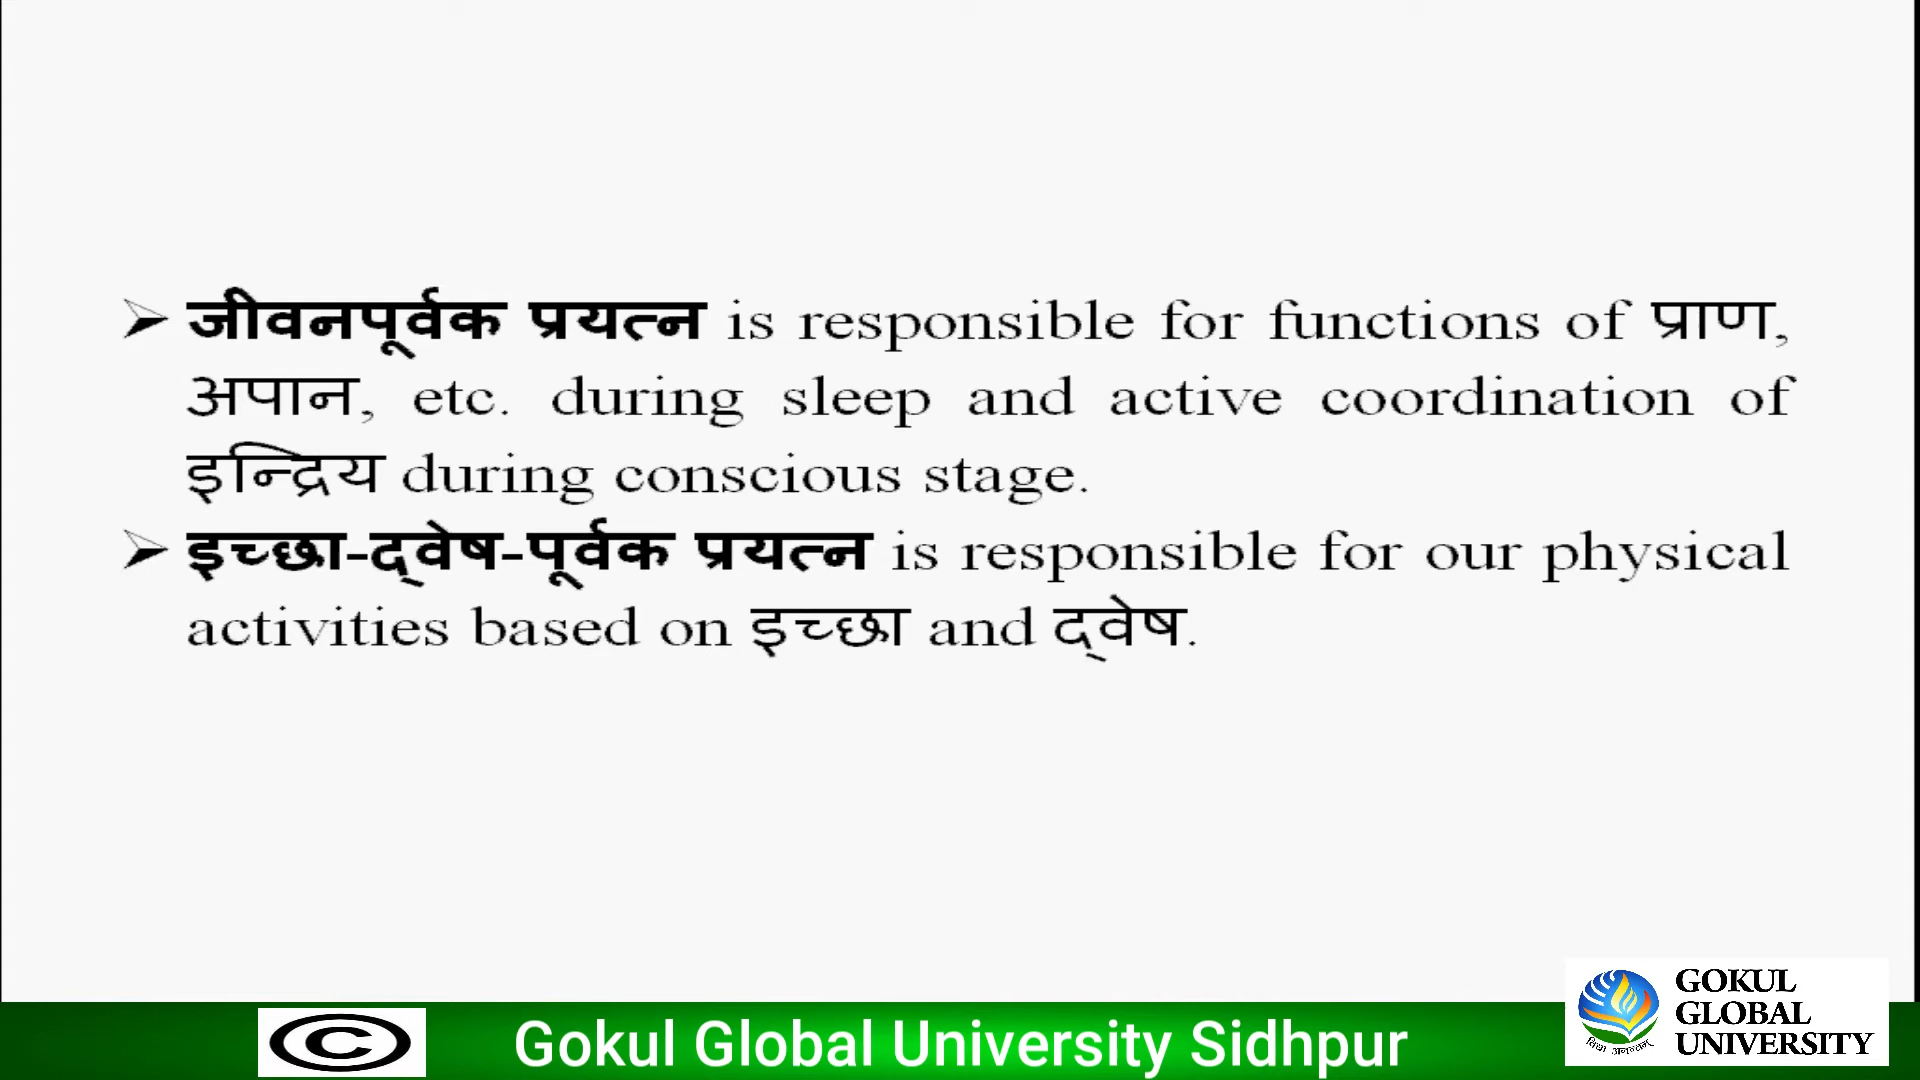 ➢ जीवनपूर्वक प्रयत्न is responsible for functions of प्राण,
अपान, etc. during sleep and active coordination of
इन्द्रिय during conscious stage.
➢ इच्छा-द्‌वेष-पूर्वक प्रयत्न is responsible for our physical
activities based on इच्छा and द्‌वेष.
© Gokul Global University Sidhpur
GOKUL
GLOBAL
UNIVERSITY